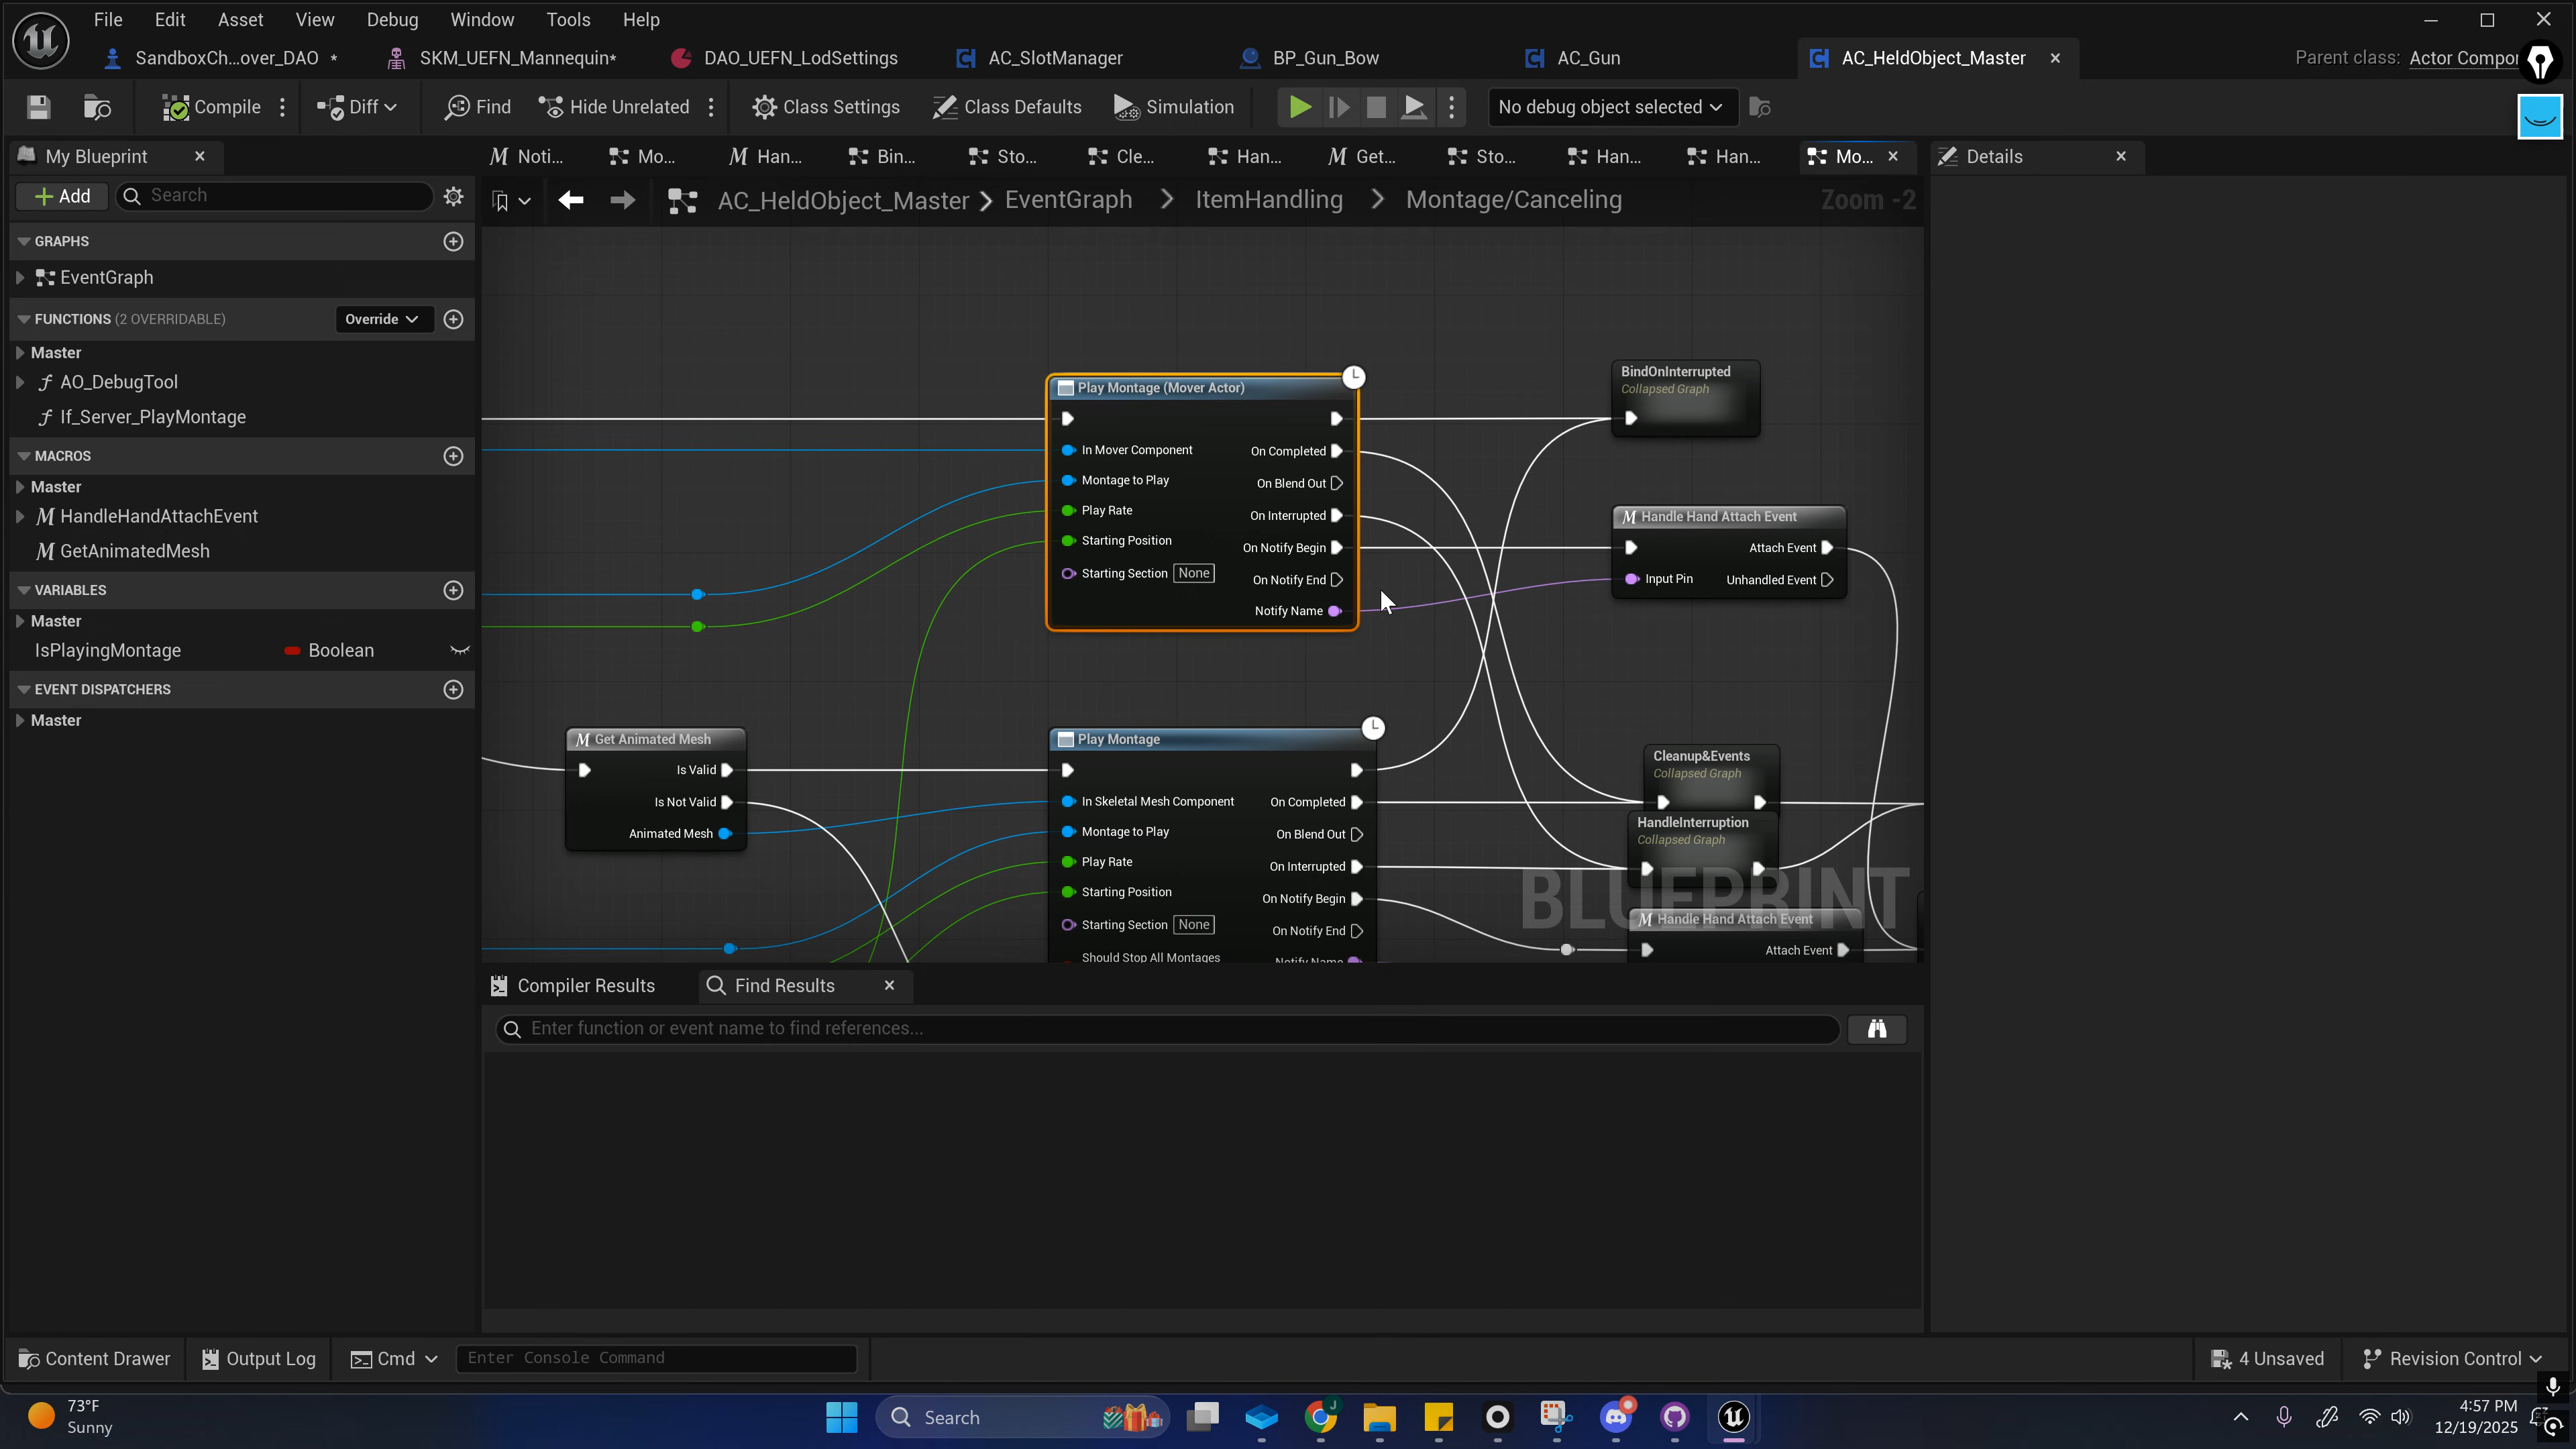 File Edit Asset View Debug Window Tools Help
SandboxCh...over_DAO *
SKM_UEFN_Mannequin*
DAO_UEFN_LodSettings
AC_SlotManager
BP_Gun_Bow
AC_Gun
AC_HeldObject_Master
Parent class: Actor Compor
Compile
Diff
Find
Hide Unrelated
Class Settings
Class Defaults
Simulation
No debug object selected
My Blueprint
Noti...
Mo...
Han...
Bin...
Sto...
Cle...
Han...
Get...
Sto...
Han...
Han...
Mo...
Details
Add
Search
AC_HeldObject_Master > EventGraph > ItemHandling > Montage/Canceling
Zoom -2
GRAPHS
EventGraph
FUNCTIONS (2 OVERRIDABLE)
Override
Master
AO_DebugTool
If_Server_PlayMontage
MACROS
Master
HandleHandAttachEvent
GetAnimatedMesh
VARIABLES
Master
IsPlayingMontage
Boolean
EVENT DISPATCHERS
Master
Play Montage (Mover Actor)
In Mover Component
On Completed
Montage to Play
On Blend Out
Play Rate
On Interrupted
Starting Position
On Notify Begin
Starting Section None
On Notify End
Notify Name
BindOnInterrupted
Collapsed Graph
Handle Hand Attach Event
Attach Event
Input Pin
Unhandled Event
Get Animated Mesh
Is Valid
Is Not Valid
Animated Mesh
Play Montage
In Skeletal Mesh Component
On Completed
Montage to Play
On Blend Out
Play Rate
On Interrupted
Starting Position
On Notify Begin
Starting Section None
On Notify End
Should Stop All Montages
Notify Name
Cleanup&Events
Collapsed Graph
HandleInterruption
Collapsed Graph
BLUEPRINT
Handle Hand Attach Event
Attach Event
Compiler Results
Find Results
Enter function or event name to find references...
Content Drawer
Output Log
Cmd
Enter Console Command
4 Unsaved
Revision Control
73°F
Sunny
Search
J
4:57 PM
12/19/2025